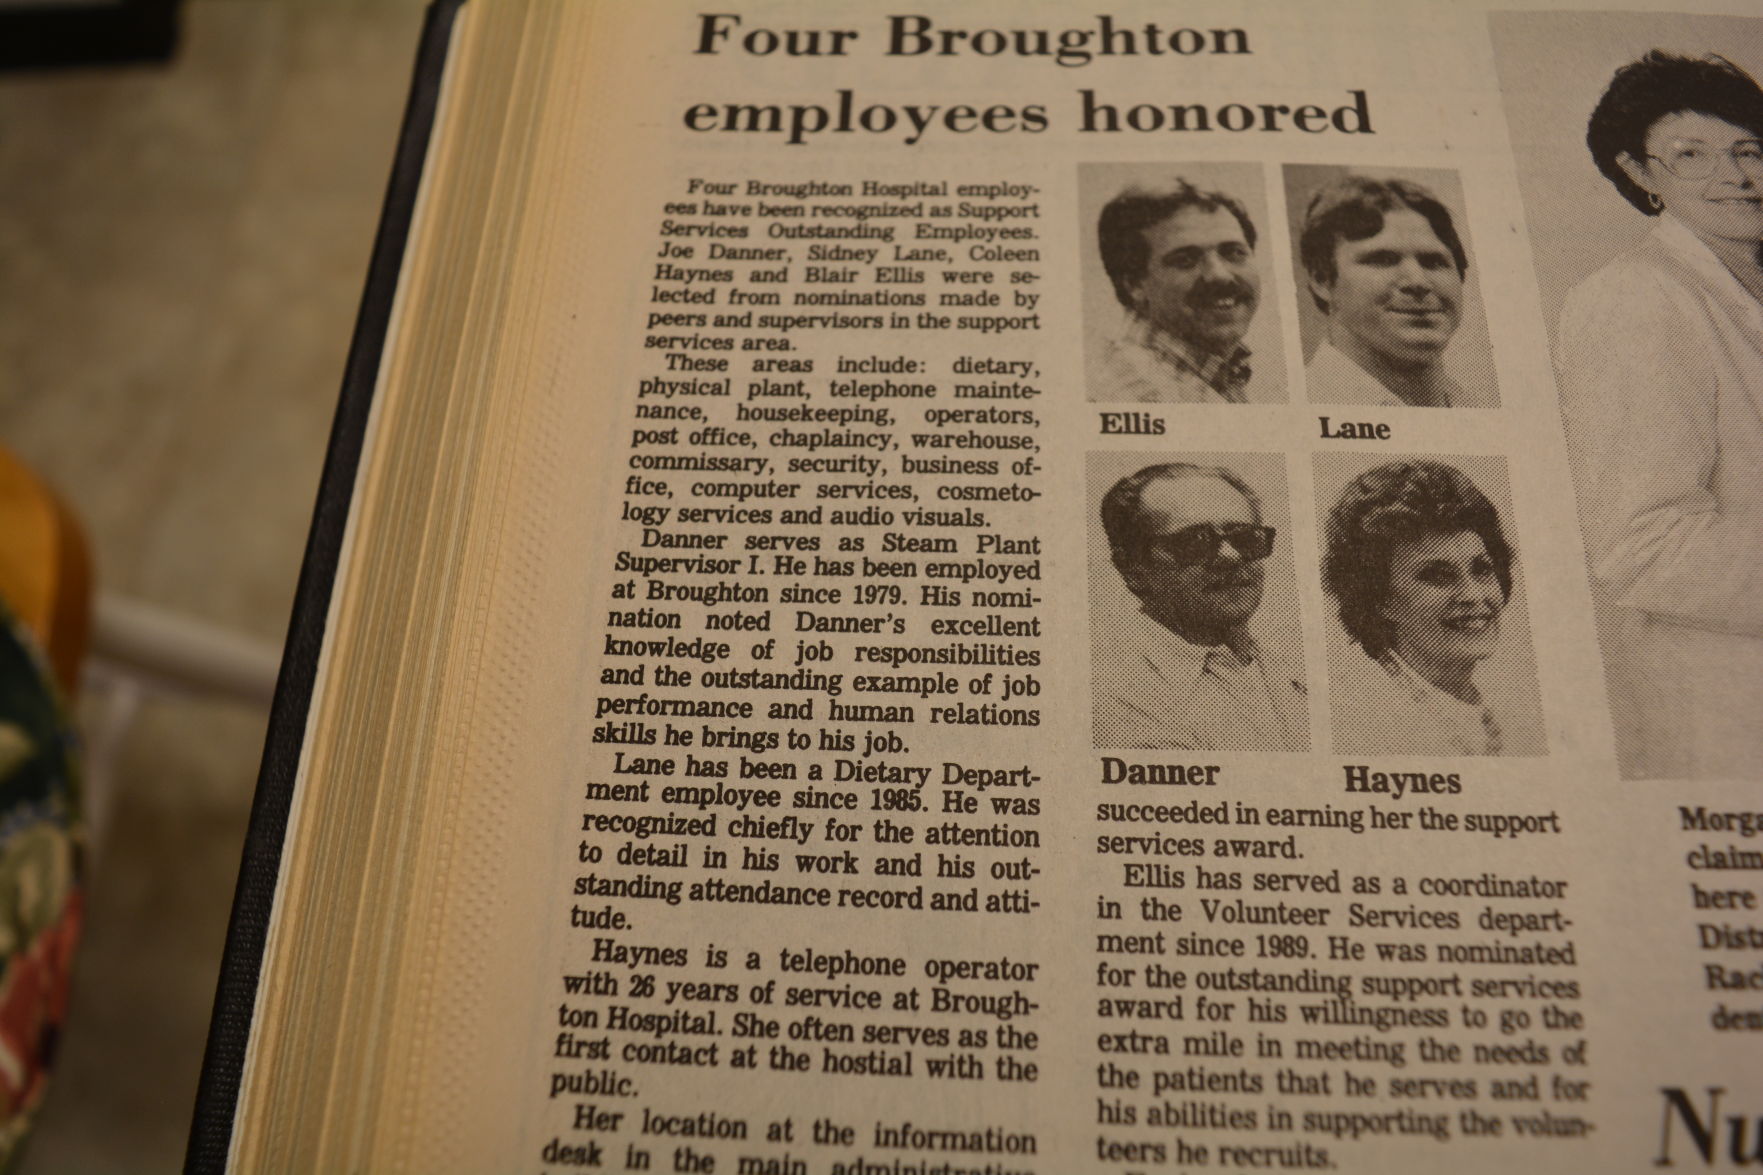 Four Broughton
employees honored
Four Broughton Hospital employ-
ees have been recognized as Support
Services Outstanding Employees.
Joe Danner, Sidney Lane, Coleen
Haynes and Blair Ellis were se-
lected from nominations made by
peers and supervisors in the support
services area.
These areas include: dietary,
physical plant, telephone mainte-
nance, housekeeping, operators,
post office, chaplaincy, warehouse,
commissary, security, business of-
fice, computer services, cosmeto-
logy services and audio visuals.
Danner serves as Steam Plant
Supervisor I. He has been employed
at Broughton since 1979. His nomi-
nation noted Danner's excellent
knowledge of job responsibilities
and the outstanding example of job
performance and human relations
skills he brings to his job.
Lane has been a Dietary Depart-
ment employee since 1985. He was
recognized chiefly for the attention
to detail in his work and his out-
standing attendance record and atti-
tude.
Haynes is a telephone operator
with 26 years of service at Brough-
ton Hospital. She often serves as the
first contact at the hostial with the
public.
Her location at the information
desk in the main administrative
Ellis
Lane
Danner
Haynes
succeeded in earning her the support
services award.
Ellis has served as a coordinator
in the Volunteer Services depart-
ment since 1989. He was nominated
for the outstanding support services
award for his willingness to go the
extra mile in meeting the needs of
the patients that he serves and for
his abilities in supporting the volun-
teers he recruits.
Morga
claim
here
Dist
Rac
des
Nu